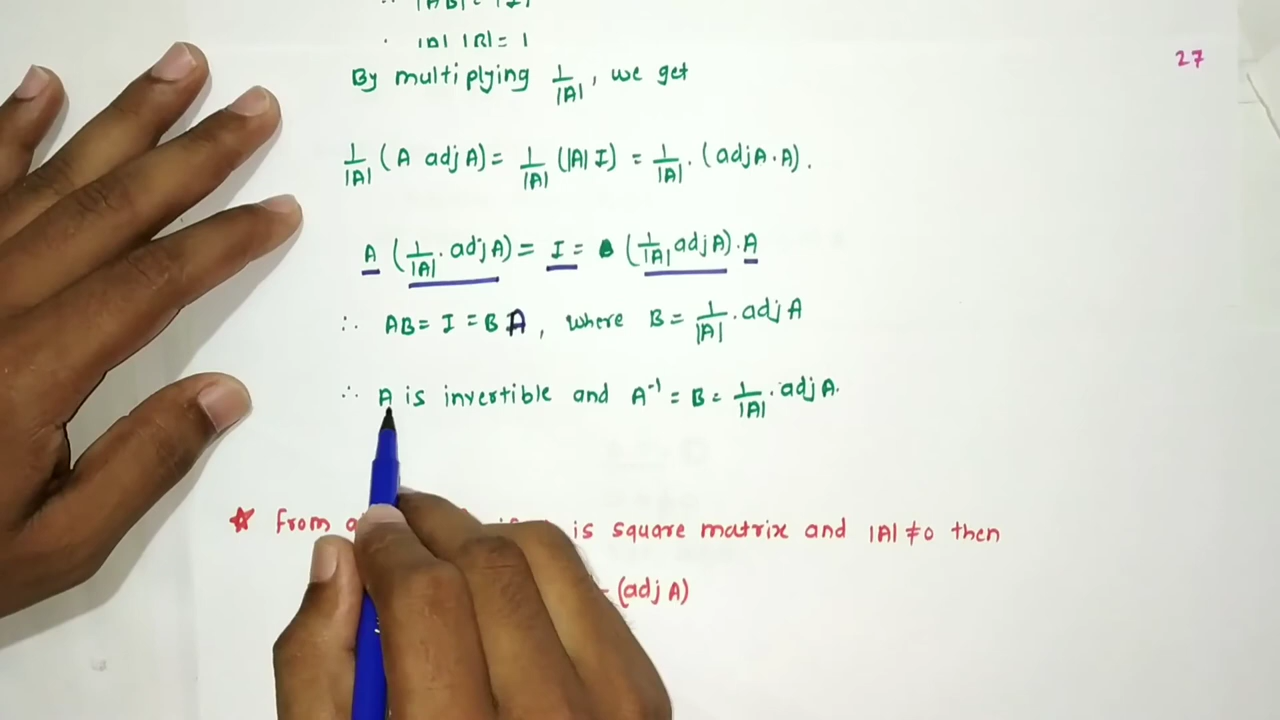 |A| |B| = 1
27
By multiplying 1/|A|, we get
1/|A| (A adj A) = 1/|A| (|A| I) = 1/|A| . (adj A . A).
A (1/|A| . adj A) = I = (1/|A| adj A) . A
∴ AB = I = BA, where B = 1/|A| . adj A
∴ A is invertible and A⁻¹ = B = 1/|A| . adj A.
★ From is square matrix and |A| ≠ 0 then
(adj A)